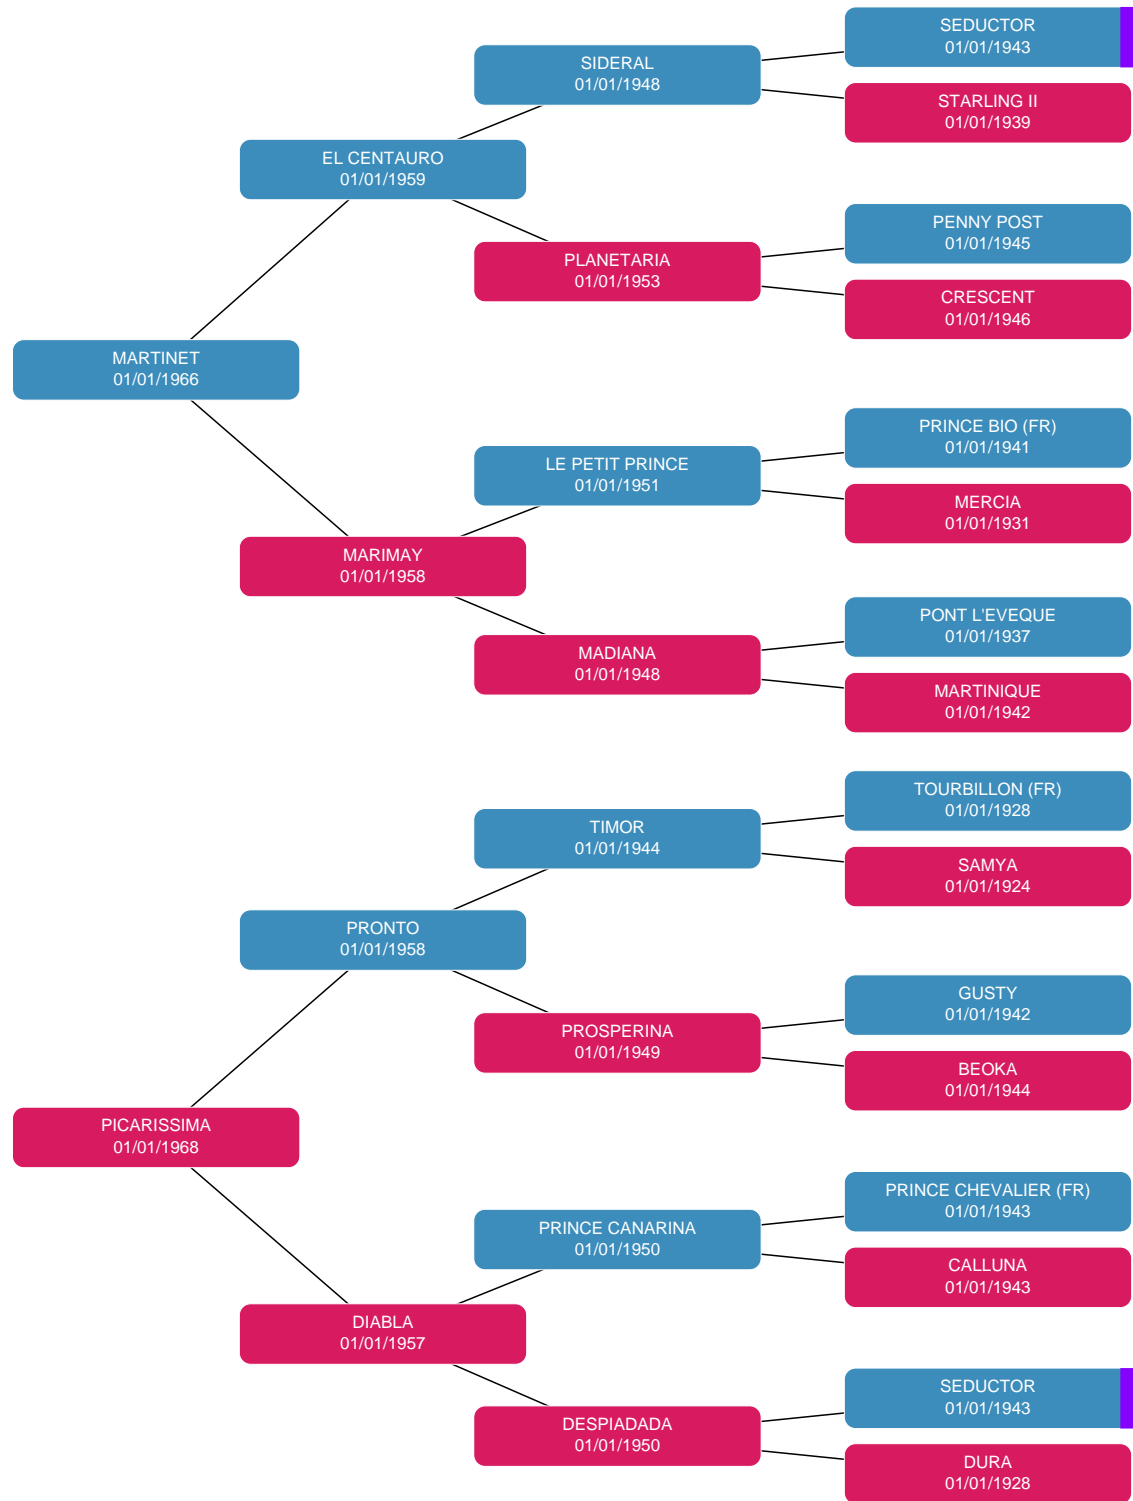 SEDUCTOR
01/01/1943
SIDERAL
01/01/1948
STARLING II
01/01/1939
EL CENTAURO
01/01/1959
PENNY POST
01/01/1945
PLANETARIA
01/01/1953
CRESCENT
01/01/1946
MARTINET
01/01/1966
PRINCE BIO (FR)
01/01/1941
LE PETIT PRINCE
01/01/1951
MERCIA
01/01/1931
MARIMAY
01/01/1958
PONT L'EVEQUE
01/01/1937
MADIANA
01/01/1948
MARTINIQUE
01/01/1942
TOURBILLON (FR)
01/01/1928
TIMOR
01/01/1944
SAMYA
01/01/1924
PRONTO
01/01/1958
GUSTY
01/01/1942
PROSPERINA
01/01/1949
BEOKA
01/01/1944
PICARISSIMA
01/01/1968
PRINCE CHEVALIER (FR)
01/01/1943
PRINCE CANARINA
01/01/1950
CALLUNA
01/01/1943
DIABLA
01/01/1957
SEDUCTOR
01/01/1943
DESPIADADA
01/01/1950
DURA
01/01/1928